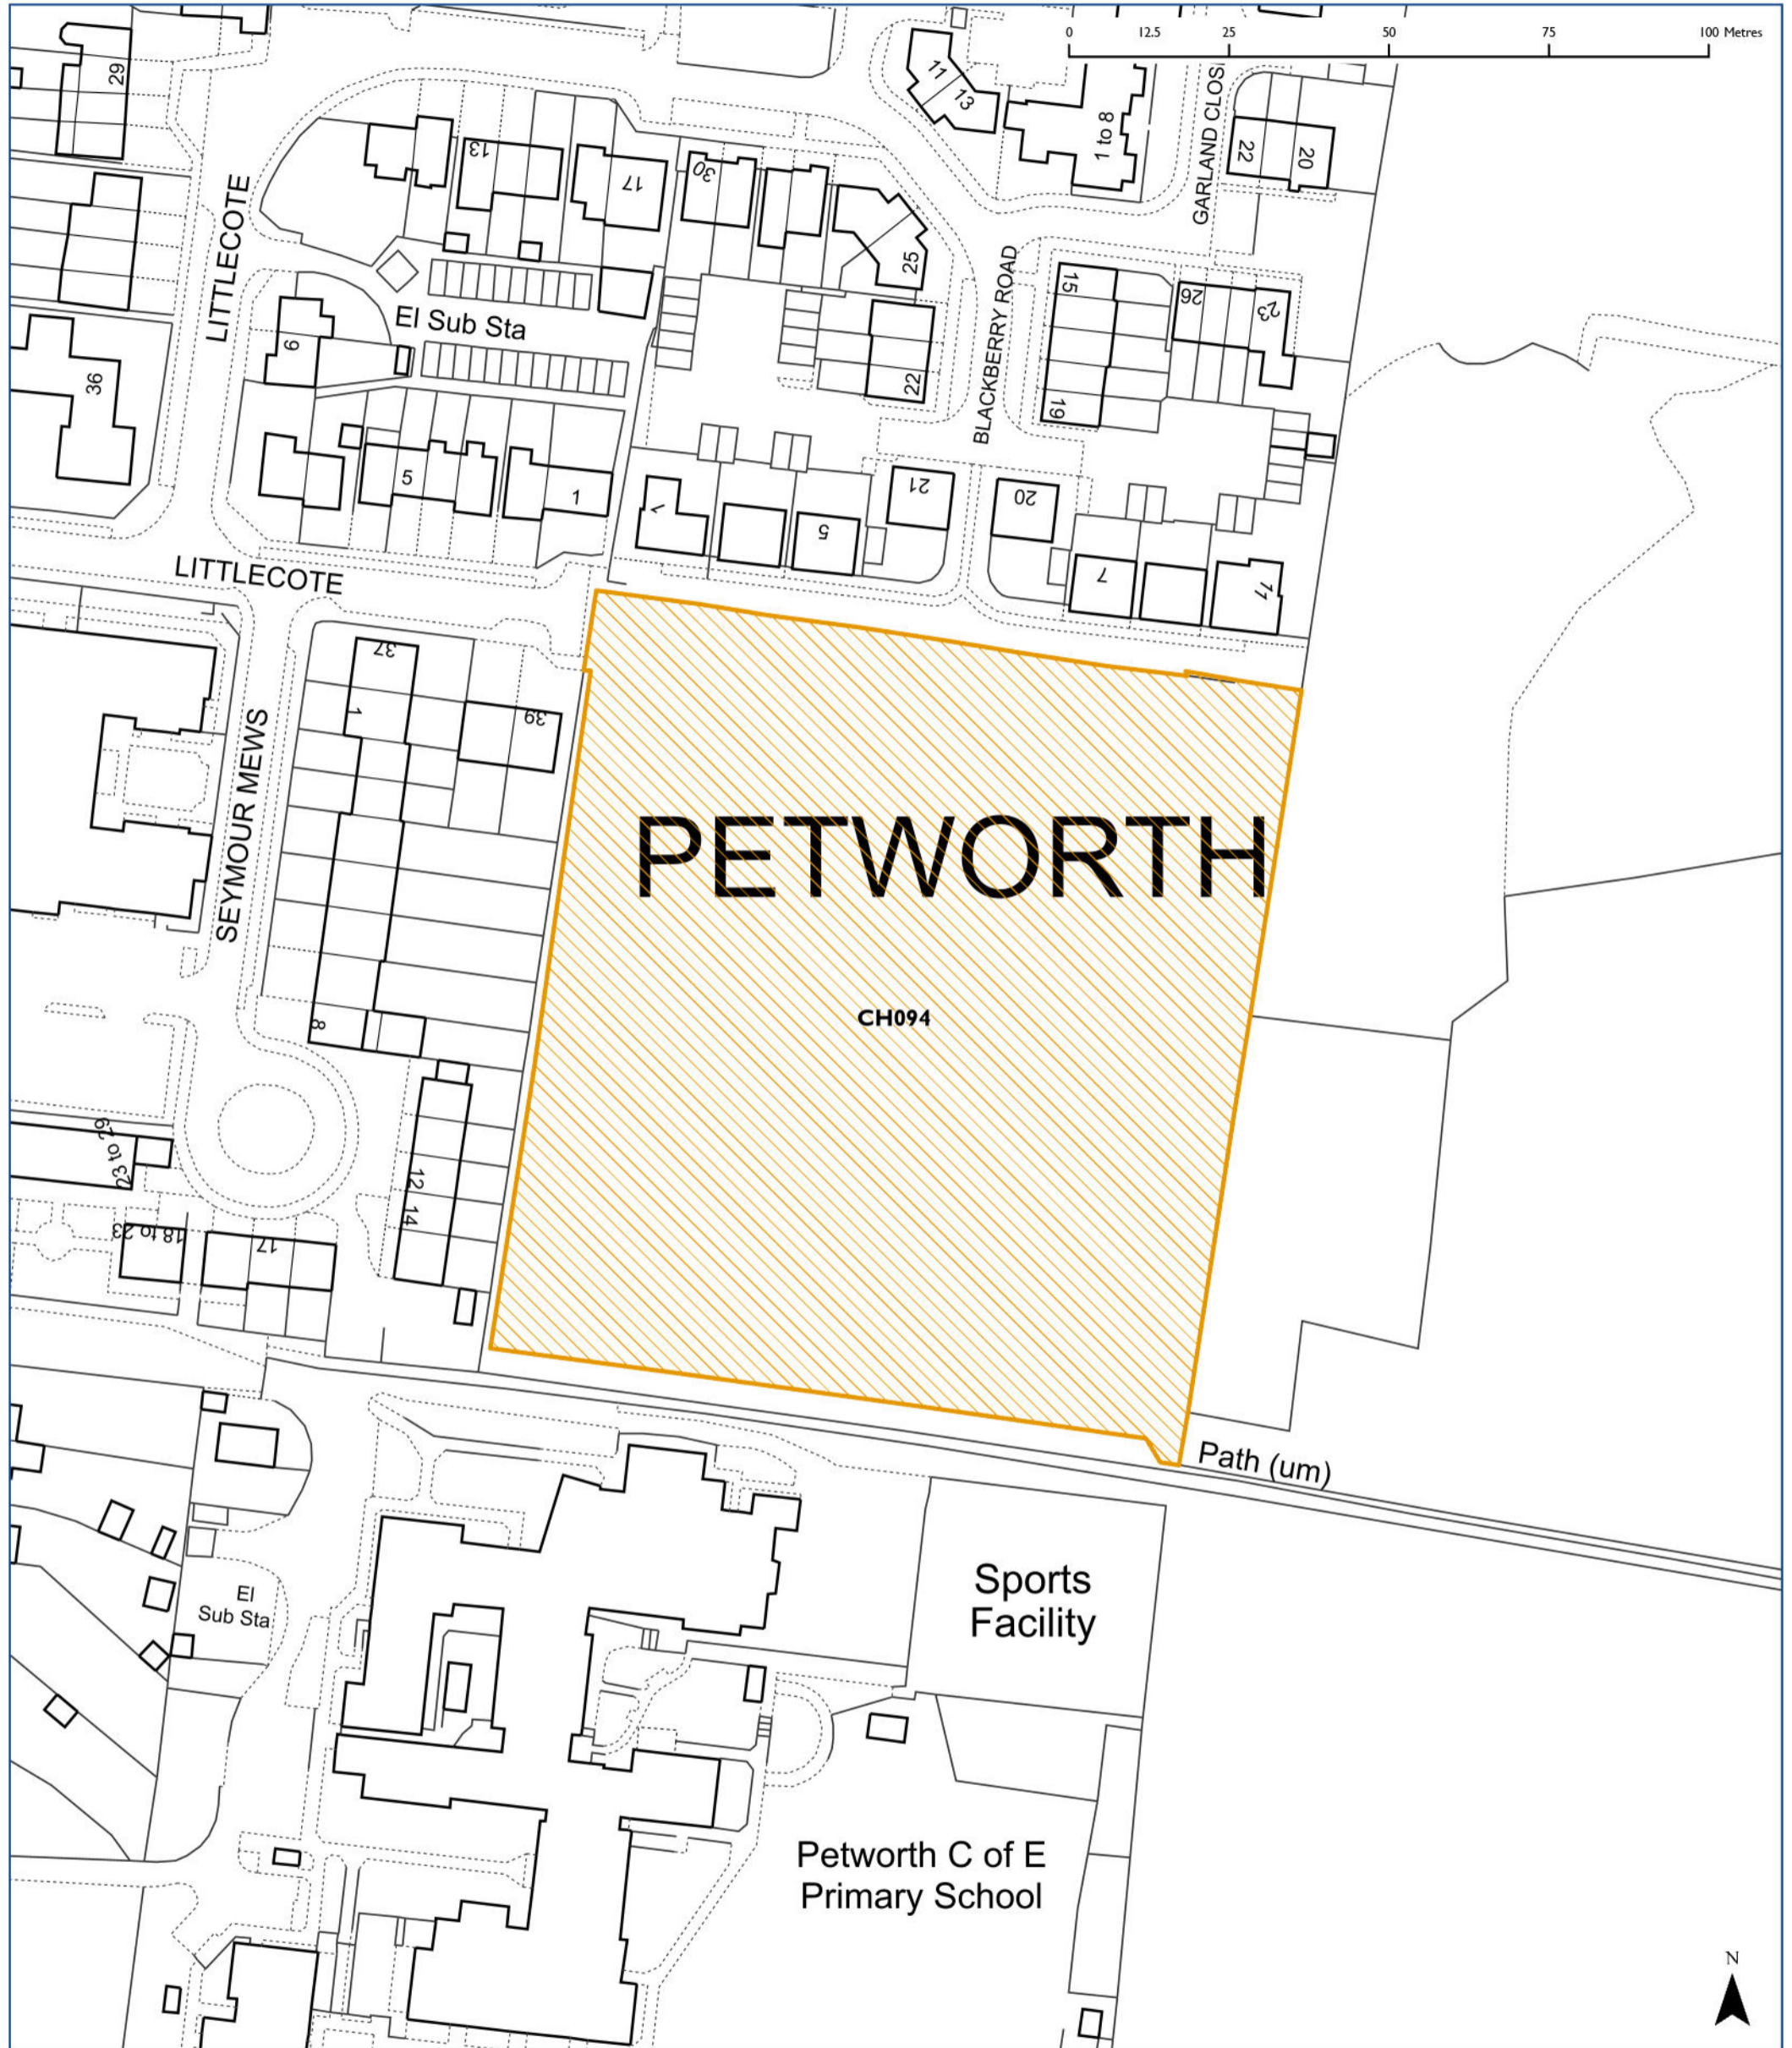 0 12.5 25 50 75 100 Metres
29
11
13
1 to 8
GARLAND CLOS
22
20
13
17
30
25
LITTLECOTE
BLACKBERRY ROAD
15
26
23
El Sub Sta
9
36
22
19
5
1
1
5
21
20
7
11
LITTLECOTE
37
1
39
SEYMOUR MEWS
PETWORTH
CH094
8
23 to 29
12
14
18 to 23
17
Path (um)
Sports
Facility
El
Sub Sta
Petworth C of E
Primary School
N